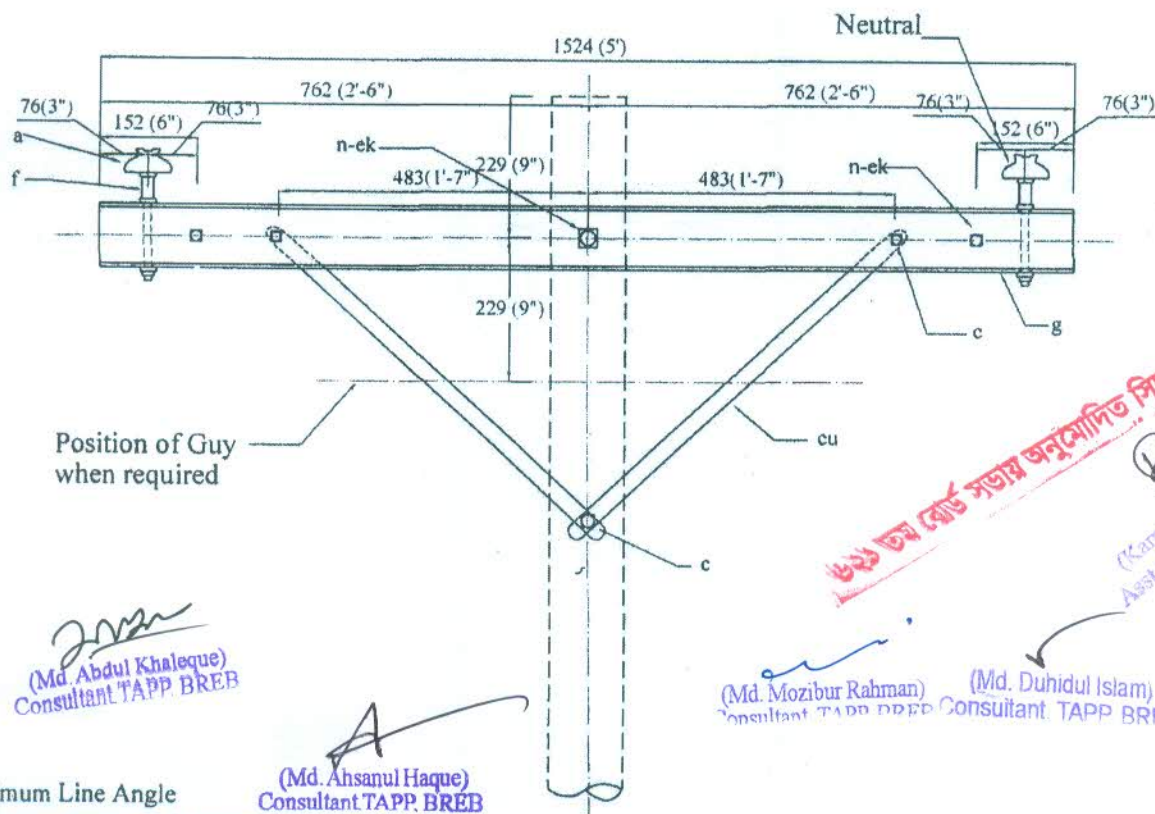 Neutral
1524 (5')
762 (2'-6")
762 (2'-6")
76(3")
76(3")
76(3")
76(3")
152 (6")
152 (6")
a
n-ek
229 (9")
n-ek
f
483(1'-7")
483(1'-7")
229 (9")
c
g
Position of Guy
when required
cu
c
৬২১ তম বোর্ড সভায় অনুমোদিত
(Md. Abdul Khaleque)
Consultant TAPP. BREB
(Md. Mozibur Rahman)
Consultant TAPP BREB
(Md. Duhidul Islam)
Consultant TAPP BRE
(Md. Ahsanul Haque)
Consultant TAPP. BREB
mum Line Angle